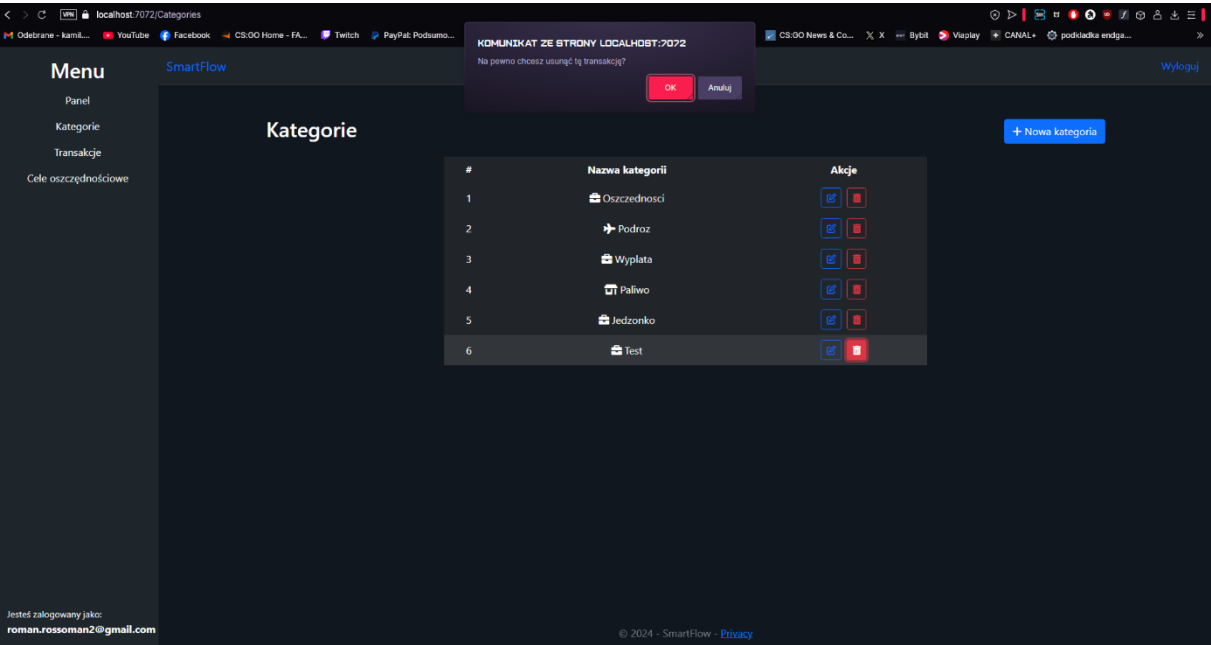 VPN localhost:7072/Categories
Odebrane - kamil.... YouTube Facebook CS:GO Home - FA... Twitch PayPal: Podsumo... CS:GO News & Co... X Bybit Viaplay CANAL+ podkladka endga...
KOMUNIKAT ZE STRONY LOCALHOST:7072
Na pewno chcesz usunąć tę transakcję?
OK Anuluj
Menu
Panel
Kategorie
Transakcje
Cele oszczędnościowe
SmartFlow Wyloguj
Kategorie + Nowa kategoria
# Nazwa kategorii Akcje
1 Oszczednosci
2 Podroz
3 Wyplata
4 Paliwo
5 Jedzonko
6 Test
Jesteś zalogowany jako:
roman.rossoman2@gmail.com
© 2024 - SmartFlow - Privacy